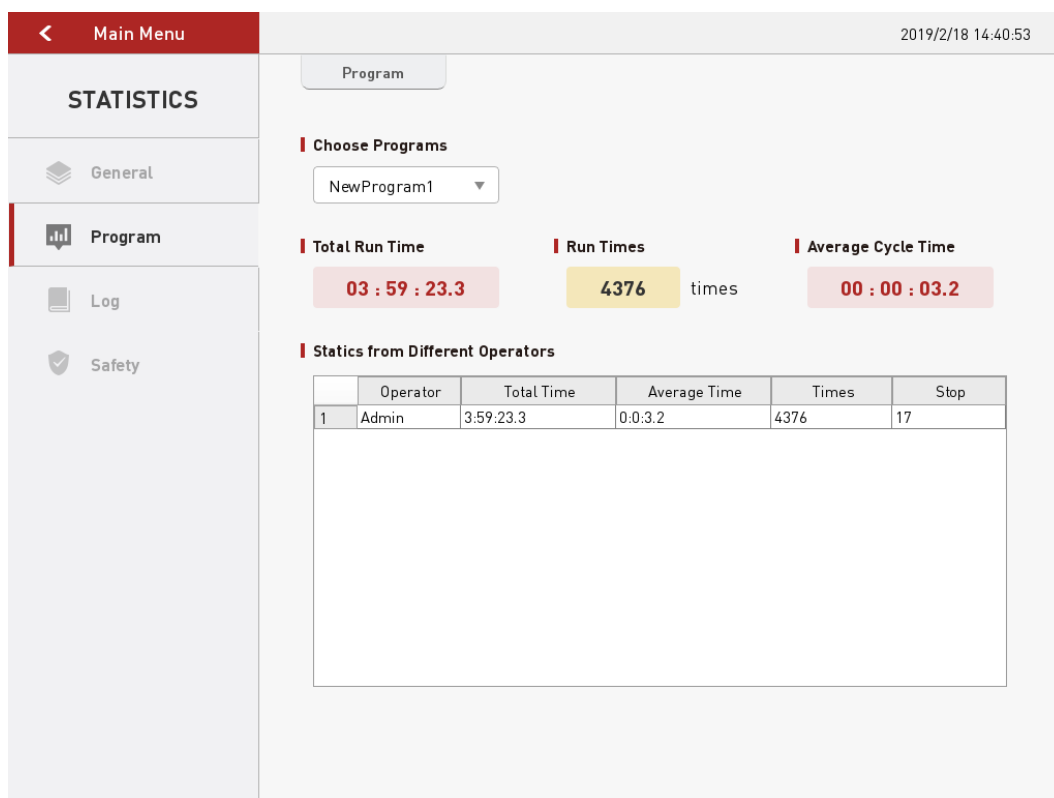 Main Menu
2019/2/18 14:40:53
STATISTICS
General
Program
Log
Safety
Program
Choose Programs
NewProgram1
Total Run Time
Run Times
Average Cycle Time
03 : 59 : 23.3
4376 times
00 : 00 : 03.2
Statics from Different Operators
Operator Total Time Average Time Times Stop
1 Admin 3:59:23.3 0:0:3.2 4376 17